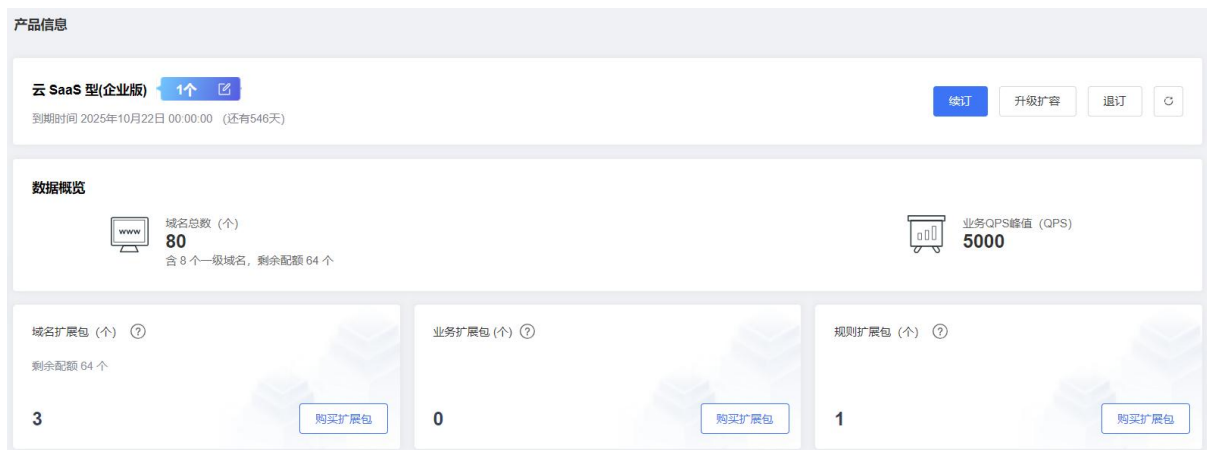 产品信息
云 SaaS 型(企业版) 1个
到期时间 2025年10月22日 00:00:00 (还有546天)
续订 升级扩容 退订
数据概览
www
域名总数（个）
80
含 8 个一级域名，剩余配额 64 个
业务QPS峰值（QPS）
5000
域名扩展包（个） ?
剩余配额 64 个
3 购买扩展包
业务扩展包 (个) ?
0 购买扩展包
规则扩展包（个） ?
1 购买扩展包